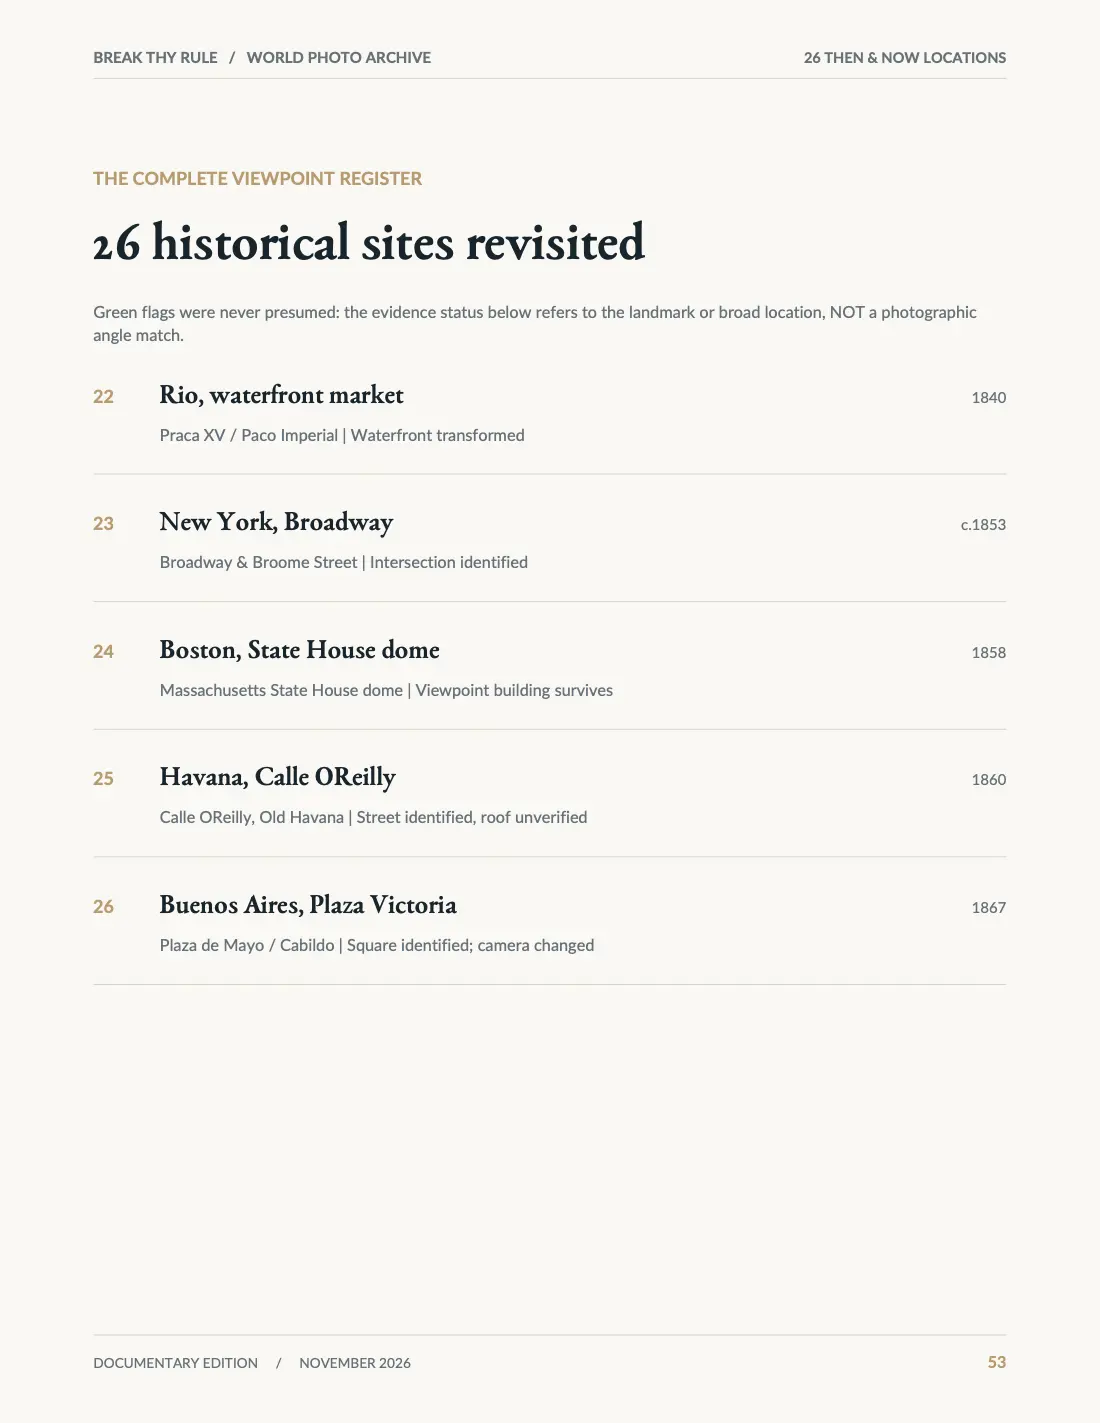 BREAK THY RULE / WORLD PHOTO ARCHIVE
26 THEN & NOW LOCATIONS
THE COMPLETE VIEWPOINT REGISTER
26 historical sites revisited
Green flags were never presumed: the evidence status below refers to the landmark or broad location, NOT a photographic
angle match.
22 Rio, waterfront market 1840
Praca XV / Paco Imperial | Waterfront transformed
23 New York, Broadway c.1853
Broadway & Broome Street | Intersection identified
24 Boston, State House dome 1858
Massachusetts State House dome | Viewpoint building survives
25 Havana, Calle OReilly 1860
Calle OReilly, Old Havana | Street identified, roof unverified
26 Buenos Aires, Plaza Victoria 1867
Plaza de Mayo / Cabildo | Square identified; camera changed
DOCUMENTARY EDITION / NOVEMBER 2026
53